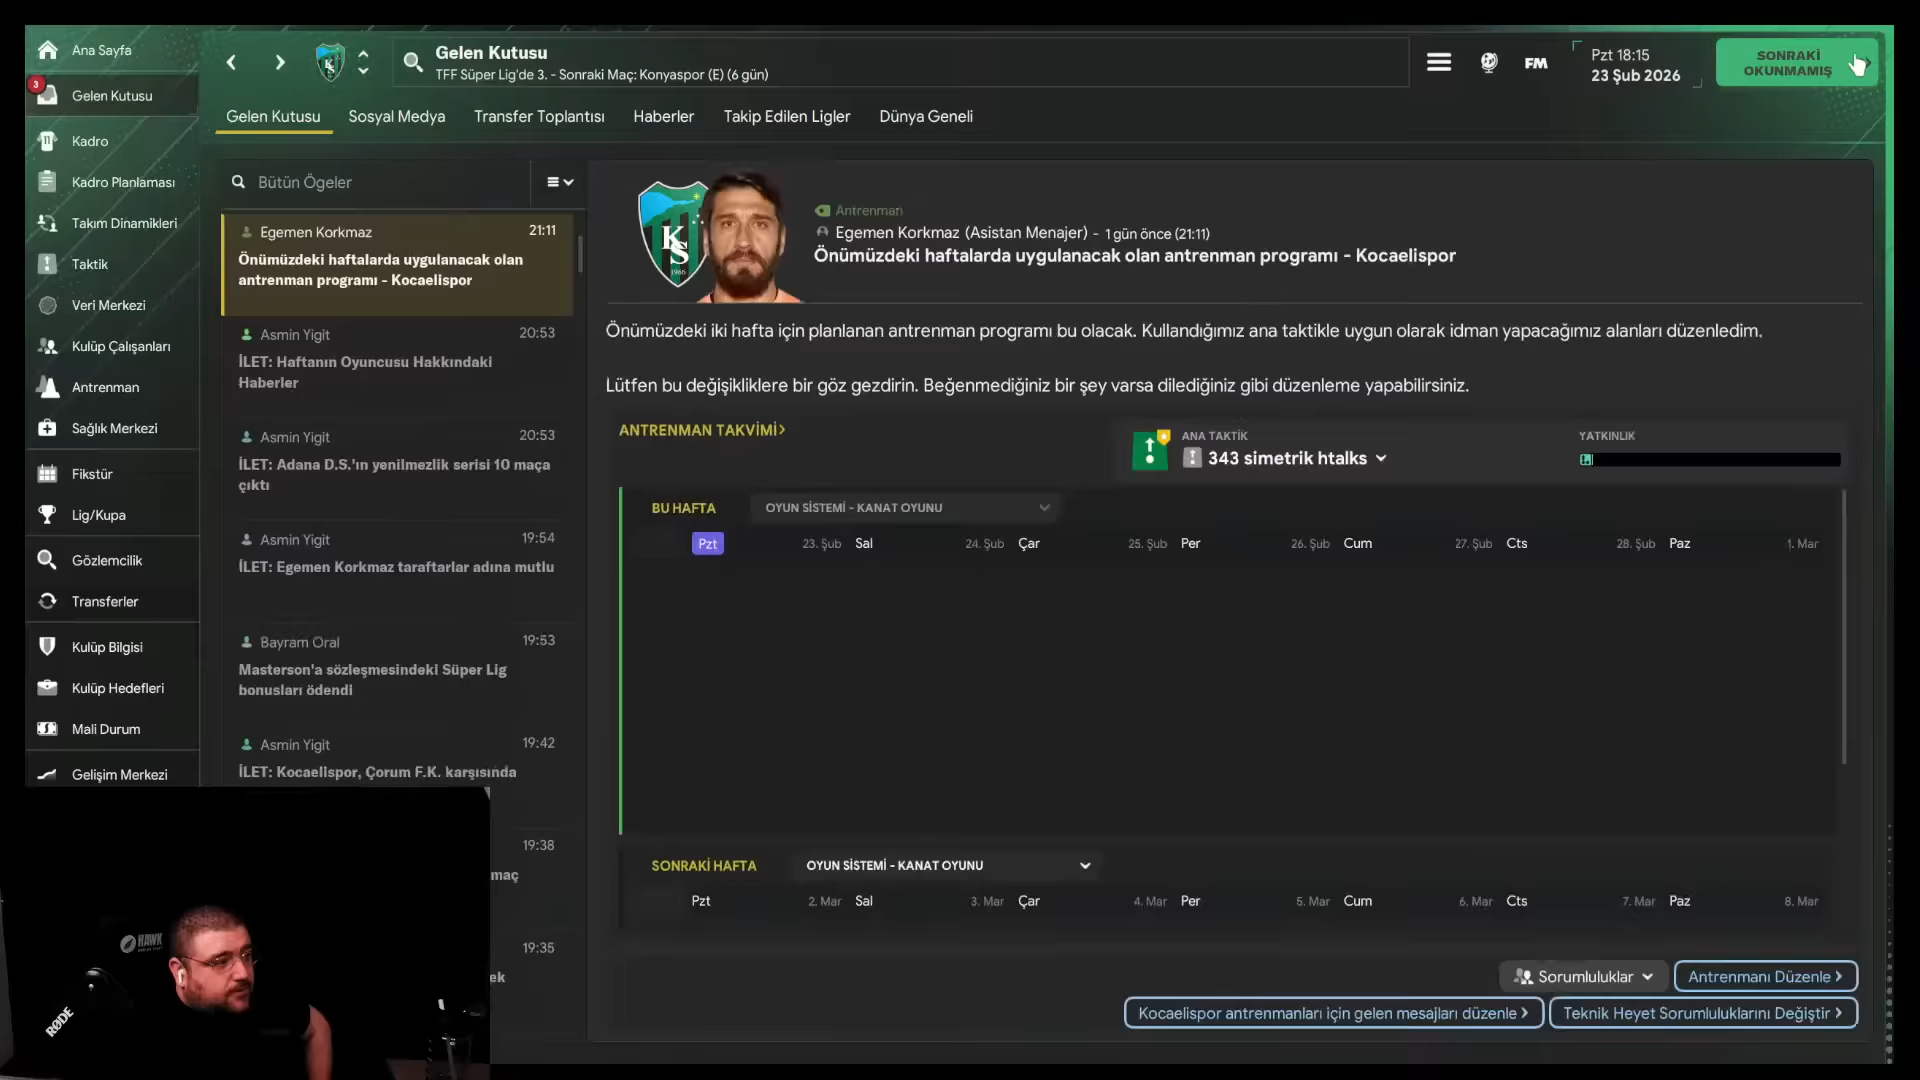 Ana Sayfa
3
Gelen Kutusu
Kadro
Kadro Planlaması
Takım Dinamikleri
Taktik
Veri Merkezi
Kulüp Çalışanları
Antrenman
Sağlık Merkezi
Fikstür
Lig/Kupa
Gözlemcilik
Transferler
Kulüp Bilgisi
Kulüp Hedefleri
Mali Durum
Gelişim Merkezi
Gelen Kutusu
TFF Süper Lig'de 3. - Sonraki Maç: Konyaspor (E) (6 gün)
FM
Pzt 18:15
23 Şub 2026
SONRAKİ
OKUNMAMIŞ
Gelen Kutusu Sosyal Medya Transfer Toplantısı Haberler Takip Edilen Ligler Dünya Geneli
Bütün Ögeler
Egemen Korkmaz 21:11
Önümüzdeki haftalarda uygulanacak olan
antrenman programı - Kocaelispor
Asmin Yigit 20:53
İLET: Haftanın Oyuncusu Hakkındaki
Haberler
Asmin Yigit 20:53
İLET: Adana D.S.'ın yenilmezlik serisi 10 maça
çıktı
Asmin Yigit 19:54
İLET: Egemen Korkmaz taraftarlar adına mutlu
Bayram Oral 19:53
Masterson'a sözleşmesindeki Süper Lig
bonusları ödendi
Asmin Yigit 19:42
İLET: Kocaelispor, Çorum F.K. karşısında
19:38
maç
19:35
ek
KS
1966
Antrenman
Egemen Korkmaz (Asistan Menajer) - 1 gün önce (21:11)
Önümüzdeki haftalarda uygulanacak olan antrenman programı - Kocaelispor
Önümüzdeki iki hafta için planlanan antrenman programı bu olacak. Kullandığımız ana taktikle uygun olarak idman yapacağımız alanları düzenledim.
Lütfen bu değişikliklere bir göz gezdirin. Beğenmediğiniz bir şey varsa dilediğiniz gibi düzenleme yapabilirsiniz.
ANTRENMAN TAKVİMİ>
ANA TAKTİK
343 simetrik htalks
YATKINLIK
BU HAFTA OYUN SİSTEMİ - KANAT OYUNU
Pzt 23. Şub Sal 24. Şub Çar 25. Şub Per 26. Şub Cum 27. Şub Cts 28. Şub Paz 1. Mar
SONRAKİ HAFTA OYUN SİSTEMİ - KANAT OYUNU
Pzt 2. Mar Sal 3. Mar Çar 4. Mar Per 5. Mar Cum 6. Mar Cts 7. Mar Paz 8. Mar
Sorumluluklar Antrenmanı Düzenle >
Kocaelispor antrenmanları için gelen mesajları düzenle > Teknik Heyet Sorumluluklarını Değiştir >
HAWK
RØDE